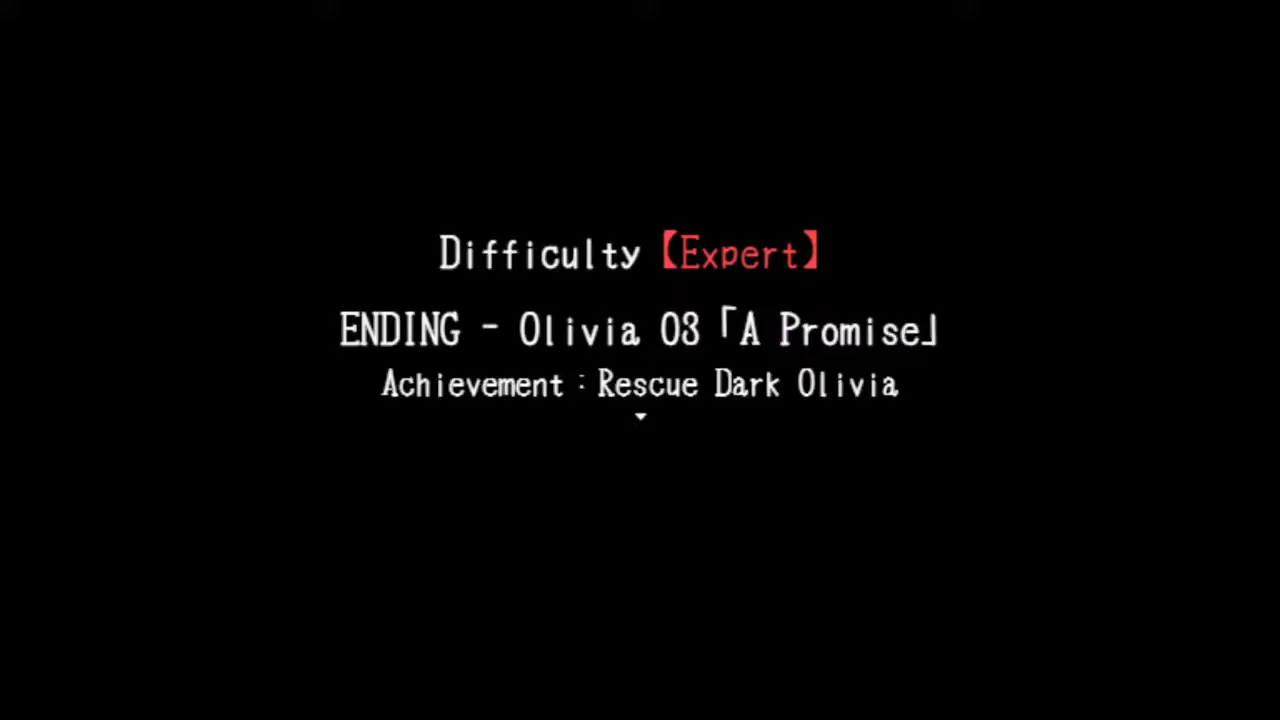 Difficulty【Expert】
ENDING - Olivia 03「A Promise」
Achievement：Rescue Dark Olivia